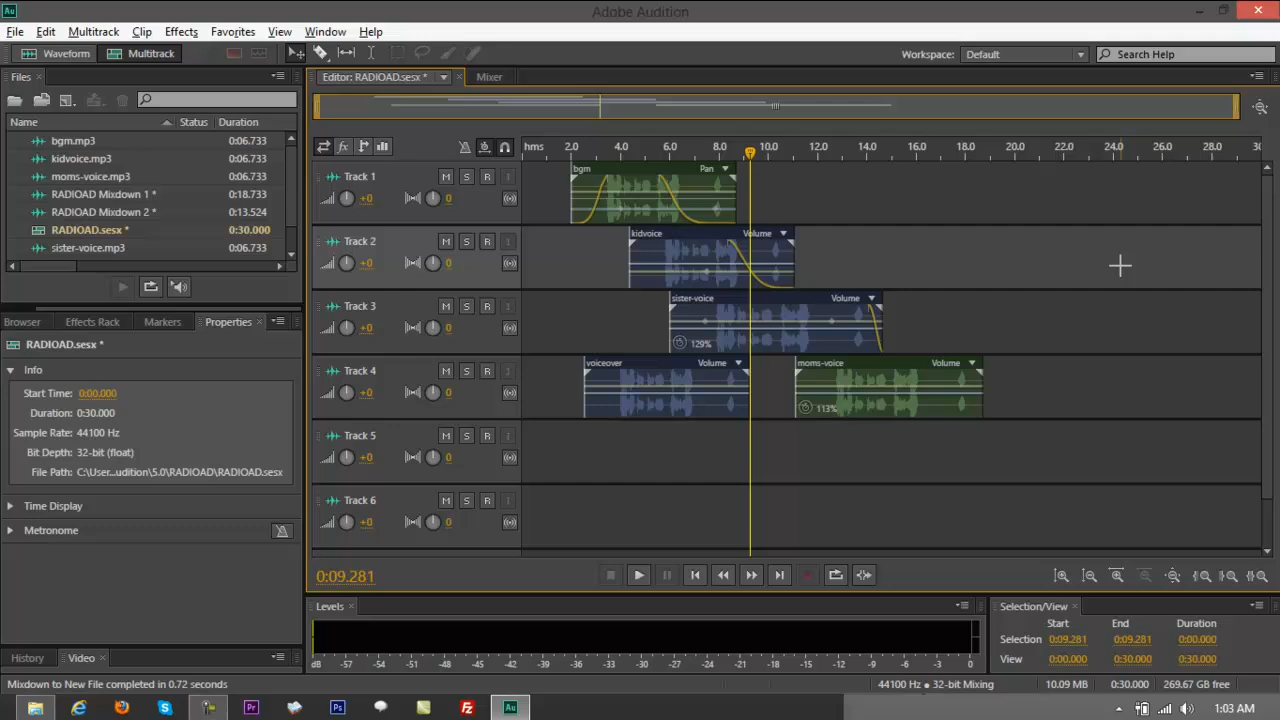 Au Adobe Audition
File Edit Multitrack Clip Effects Favorites View Window Help
Waveform Multitrack Workspace: Default Search Help
Files
Name Status Duration
bgm.mp3 0:06.733
kidvoice.mp3 0:06.733
moms-voice.mp3 0:06.733
RADIOAD Mixdown 1 * 0:18.733
RADIOAD Mixdown 2 * 0:13.524
RADIOAD.sesx * 0:30.000
sister-voice.mp3 0:06.733
Browser Effects Rack Markers Properties
RADIOAD.sesx *
Info
Start Time: 0:00.000
Duration: 0:30.000
Sample Rate: 44100 Hz
Bit Depth: 32-bit (float)
File Path: C:\User...udition\5.0\RADIOAD\RADIOAD.sesx
Time Display
Metronome
History Video
Editor: RADIOAD.sesx * Mixer
fx hms 2.0 4.0 6.0 8.0 10.0 12.0 14.0 16.0 18.0 20.0 22.0 24.0 26.0 28.0 30
Track 1 M S R I bgm Pan
+0 0
Track 2 M S R I kidvoice Volume
+0 0
Track 3 M S R I sister-voice Volume
+0 0 129%
Track 4 M S R I voiceover Volume moms-voice Volume
+0 0 113%
Track 5 M S R I
+0 0
Track 6 M S R I
+0 0
0:09.281
Levels
dB -57 -54 -51 -48 -45 -42 -39 -36 -33 -30 -27 -24 -21 -18 -15 -12 -9 -6 -3 0
Selection/View
Start End Duration
Selection 0:09.281 0:09.281 0:00.000
View 0:00.000 0:30.000 0:30.000
Mixdown to New File completed in 0.72 seconds 44100 Hz ● 32-bit Mixing 10.09 MB 0:30.000 269.67 GB free
Pr Ps Fz Au 1:03 AM